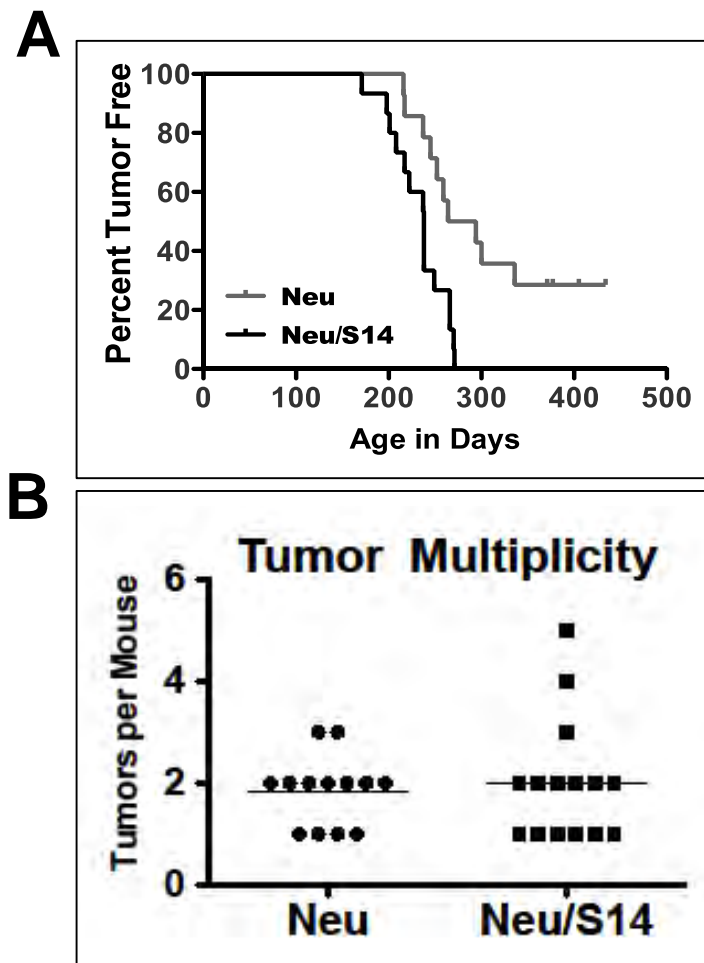 A
Percent Tumor Free
100
80
60
40
20
0
Neu
Neu/S14
0 100 200 300 400 500
Age in Days
B
Tumor Multiplicity
Tumors per Mouse
6
4
2
0
Neu Neu/S14